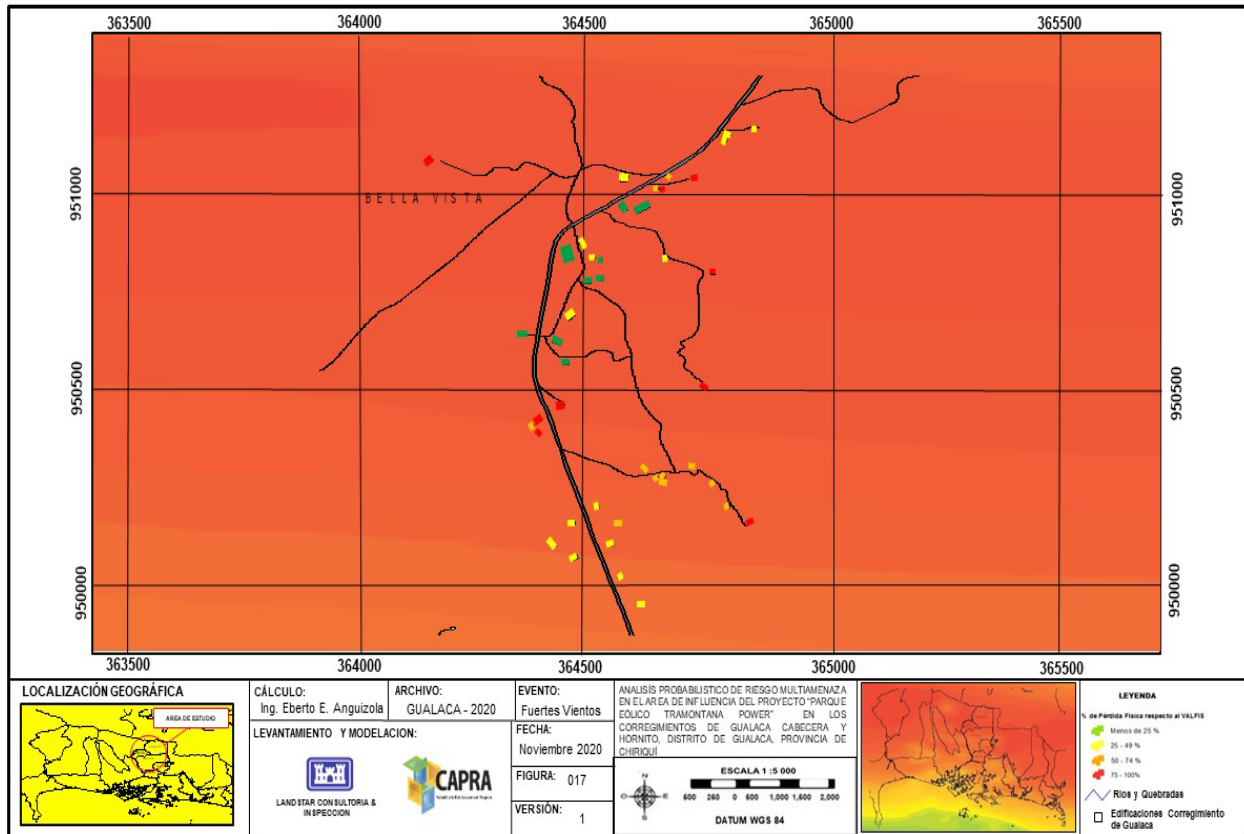 363500 364000 364500 365000 365500
951000
951000
BELLA VISTA
950500
950500
950000
950000
363500 364000 364500 365000 365500
LOCALIZACIÓN GEOGRÁFICA
AREA DE ESTUDIO
CÁLCULO:
Ing. Eberto E. Anguizola
ARCHIVO:
GUALACA - 2020
LEVANTAMIENTO Y MODELACION:
LANDSTAR CONSULTORIA &
INSPECCION
CAPRA
EVENTO:
Fuertes Vientos
FECHA:
Noviembre 2020
FIGURA: 017
VERSIÓN:
1
ANALISÍS PROBABILISTICO DE RIESGO MULTIAMENAZA
EN EL AREA DE INFLUENCIA DEL PROYECTO "PARQUE
EÓLICO TRAMONTANA POWER" EN LOS
CORREGIMIENTOS DE GUALACA CABECERA Y
HORNITO, DISTRITO DE GUALACA, PROVINCIA DE
CHIRIQUÍ
N
O E
S
ESCALA 1 :5 000
600 260 0 600 1,000 1,500 2,000
DATUM WGS 84
LEYENDA
% de Pérdida Física respecto al VALFIS
Menos de 25 %
25 - 49 %
50 - 74 %
75 - 100%
Rios y Quebradas
Edificaciones Corregimiento
de Gualaca